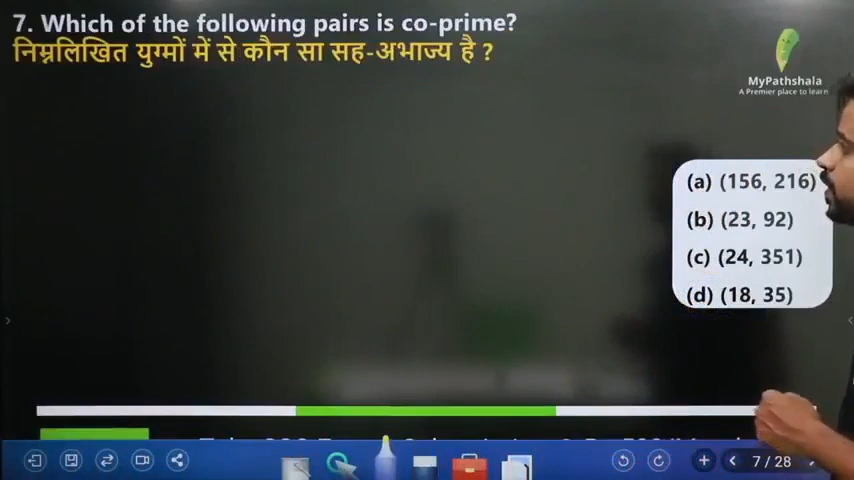 7. Which of the following pairs is co-prime?
निम्नलिखित युग्मों में से कौन सा सह-अभाज्य है ?
MyPathshala
A Premier place to learn
(a) (156, 216)
(b) (23, 92)
(c) (24, 351)
(d) (18, 35)
7 / 28